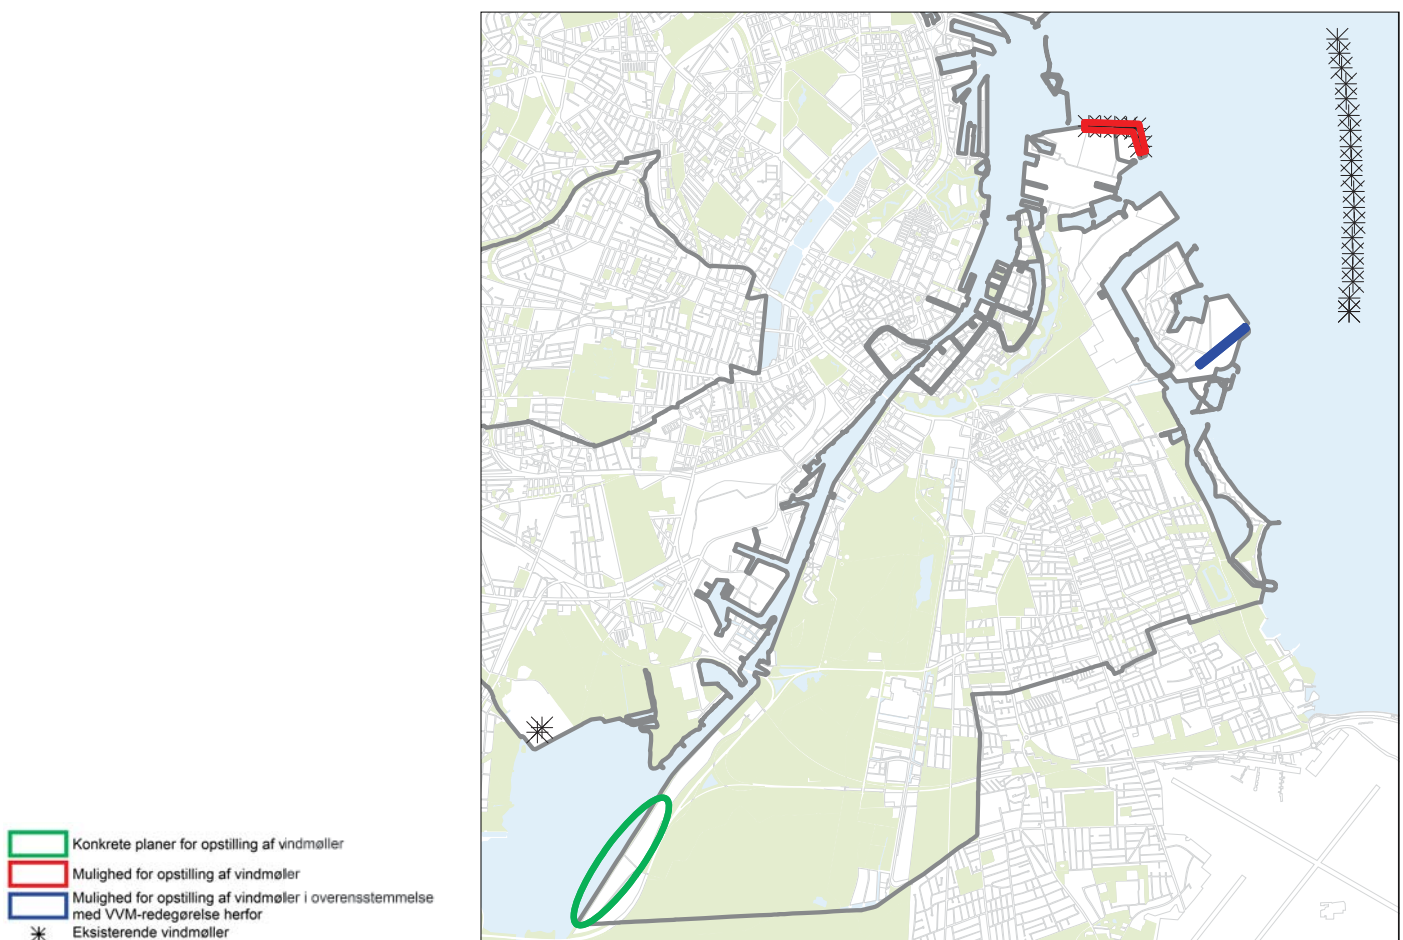 Konkrete planer for opstilling af vindmøller
Mulighed for opstilling af vindmøller
Mulighed for opstilling af vindmøller i overensstemmelse
med VVM-redegørelse herfor
Eksisterende vindmøller